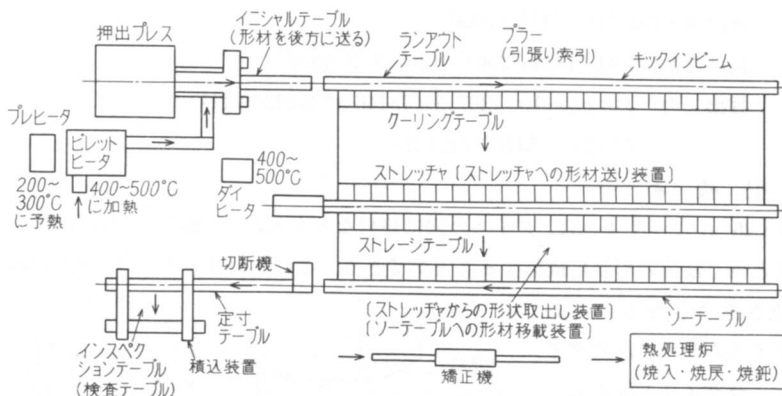 押出プレス
イニシャルテーブル
(形材を後方に送る)
ランアウト
テーブル
プラー
(引張り索引)
キックインビーム
プレヒータ
ビレット
ヒータ
200~
300°C
に予熱
400~500°C
に加熱
クーリングテーブル
400~
500°C
ダイ
ヒータ
ストレッチャ〔ストレッチャへの形材送り装置〕
ストレーシテーブル
切断機
定寸
テーブル
〔ストレッチャからの形状取出し装置〕
〔ソーテーブルへの形材移載装置〕
ソーテーブル
インスペク
ションテーブル
(検査テーブル)
積込装置
矯正機
熱処理炉
(焼入・焼戻・焼鈍)